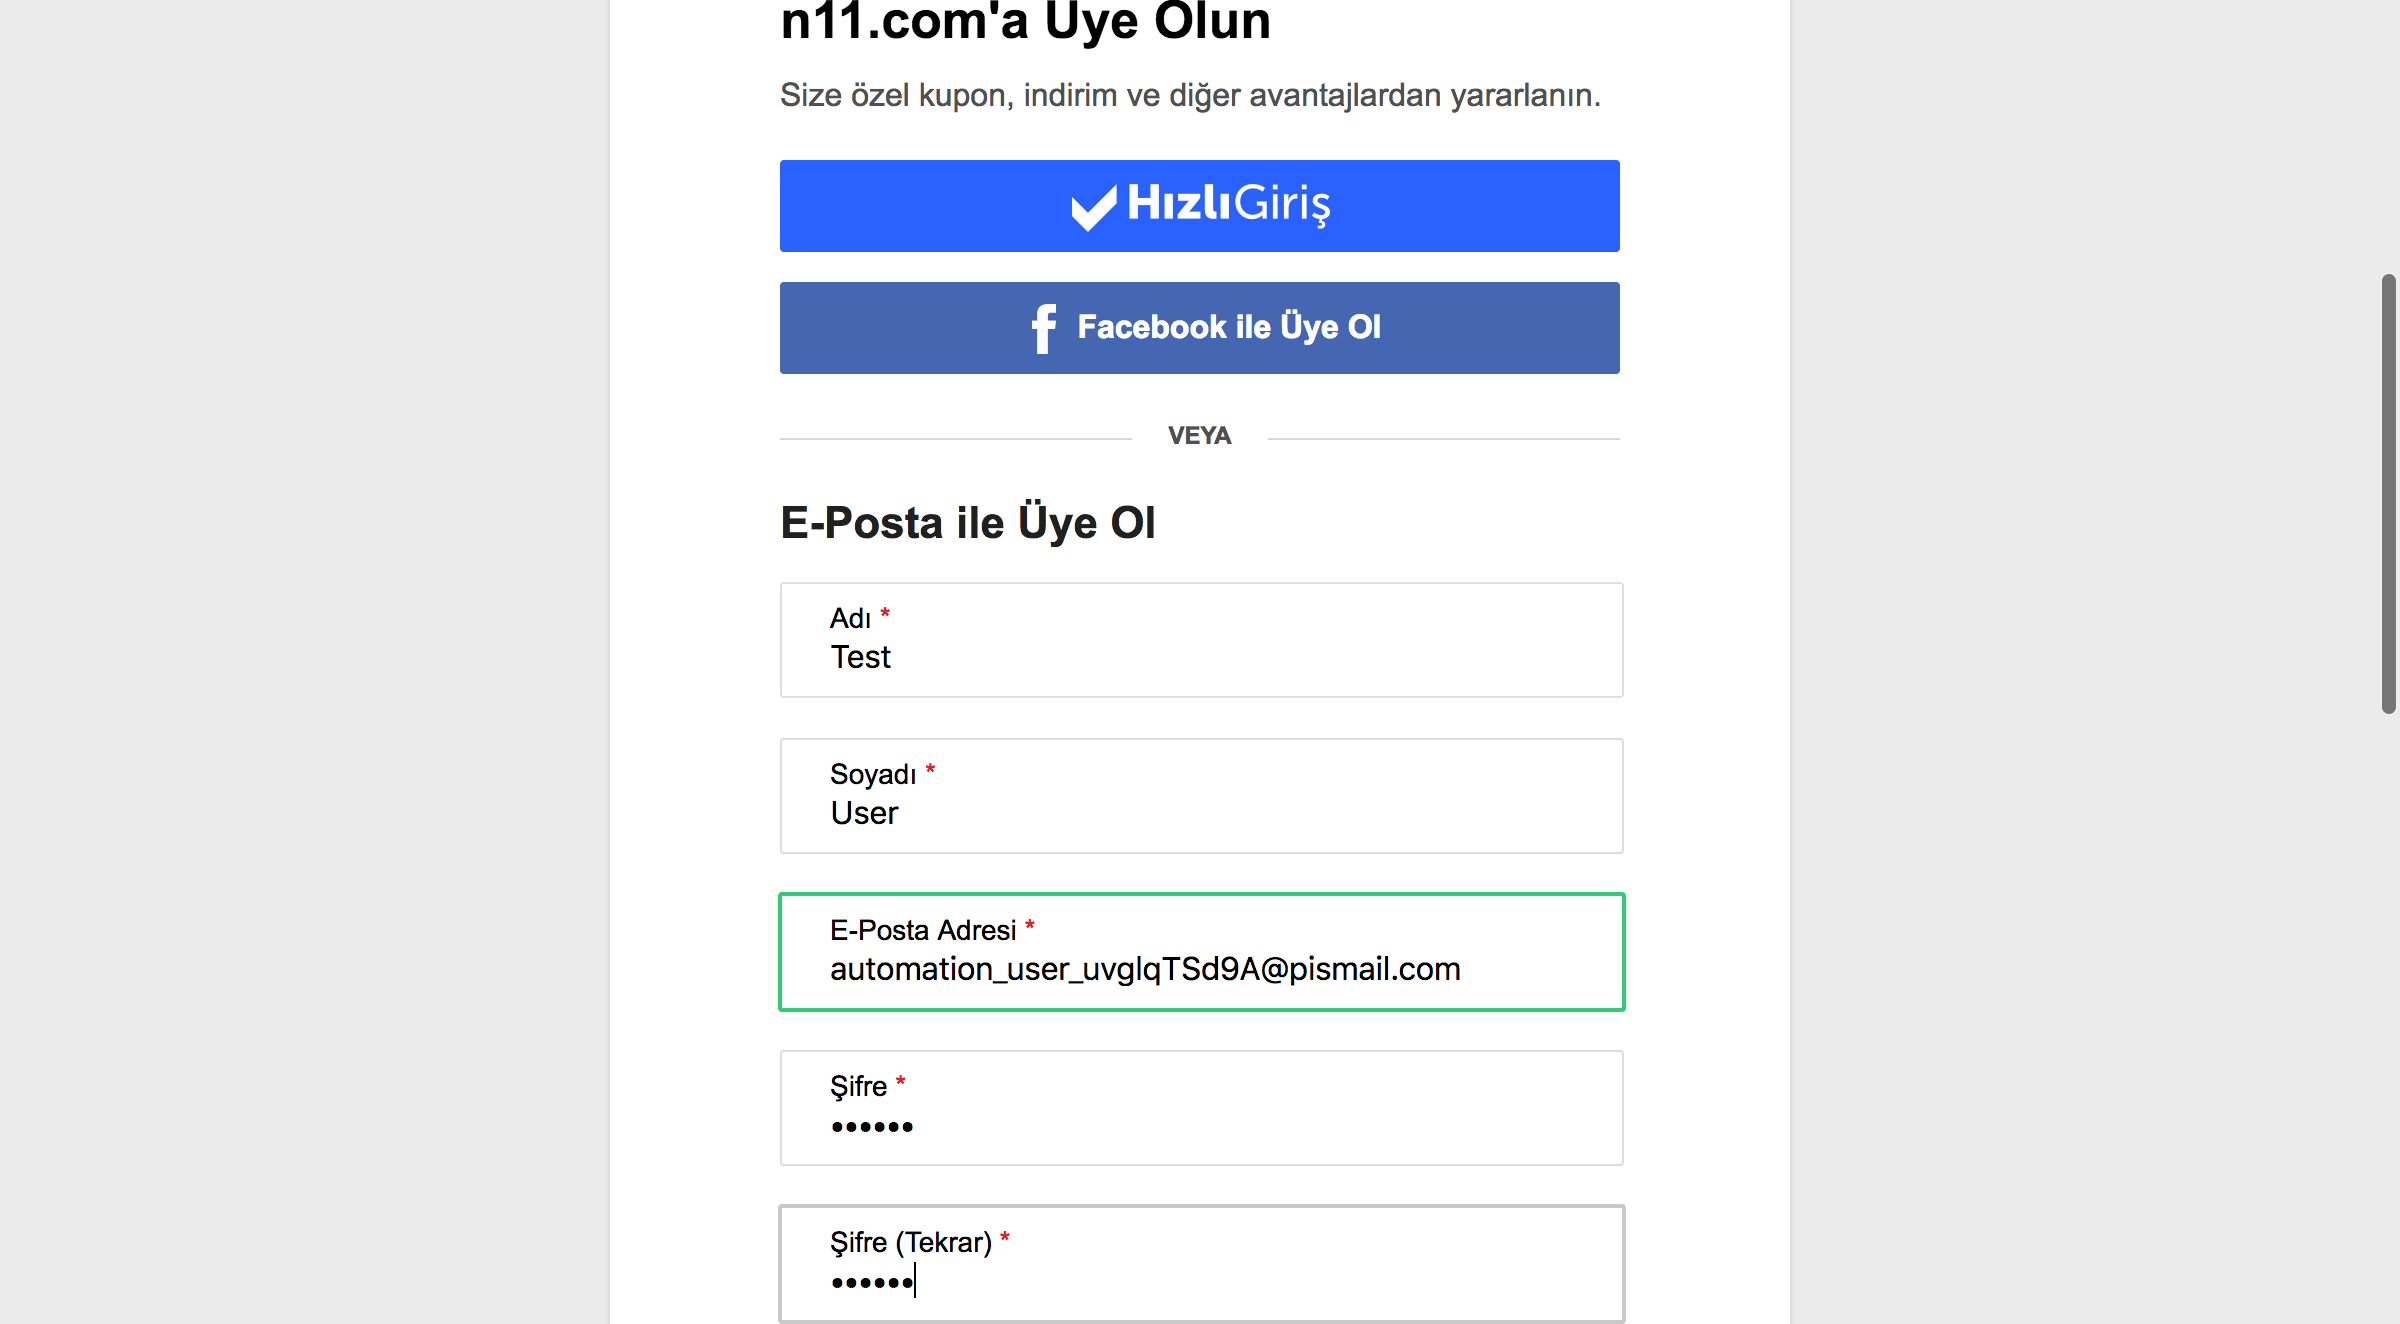 n11.com'a Üye Olun
Size özel kupon, indirim ve diğer avantajlardan yararlanın.
HızlıGiriş
Facebook ile Üye Ol
VEYA
E-Posta ile Üye Ol
Adı *
Test
Soyadı *
User
E-Posta Adresi *
automation_user_uvglqTSd9A@pismail.com
Şifre *
••••••
Şifre (Tekrar) *
••••••